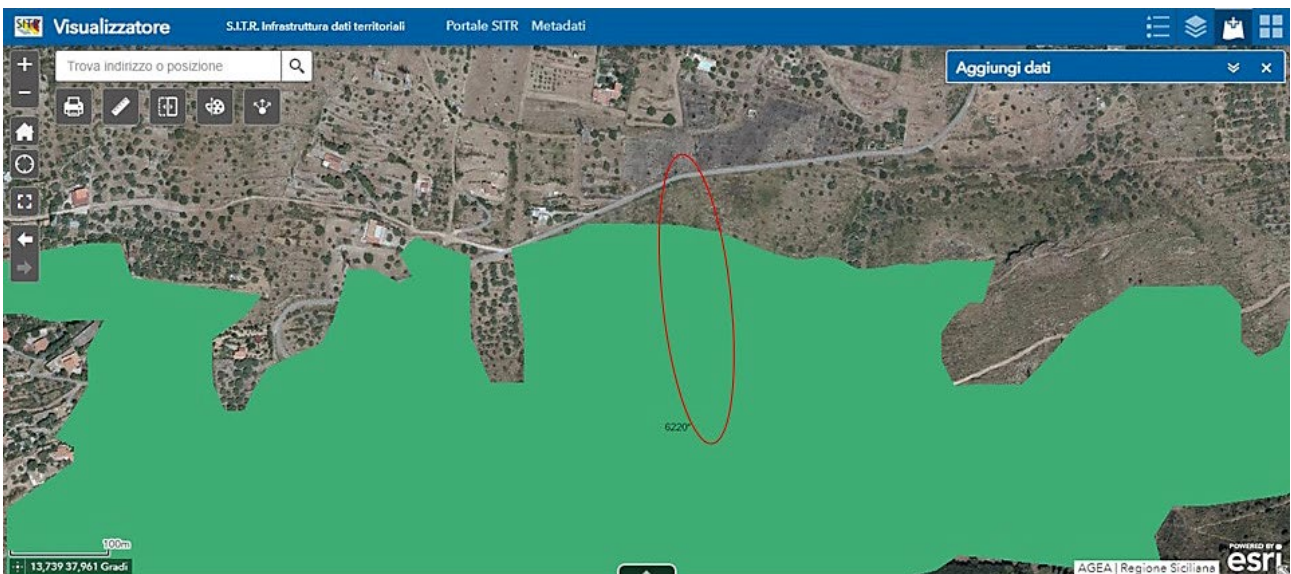 SITR Visualizzatore S.I.T.R. Infrastruttura dati territoriali Portale SITR Metadati
+ Trova indirizzo o posizione Aggiungi dati
6220*
100m
13,739 37,961 Gradi AGEA | Regione Siciliana POWERED BY esri